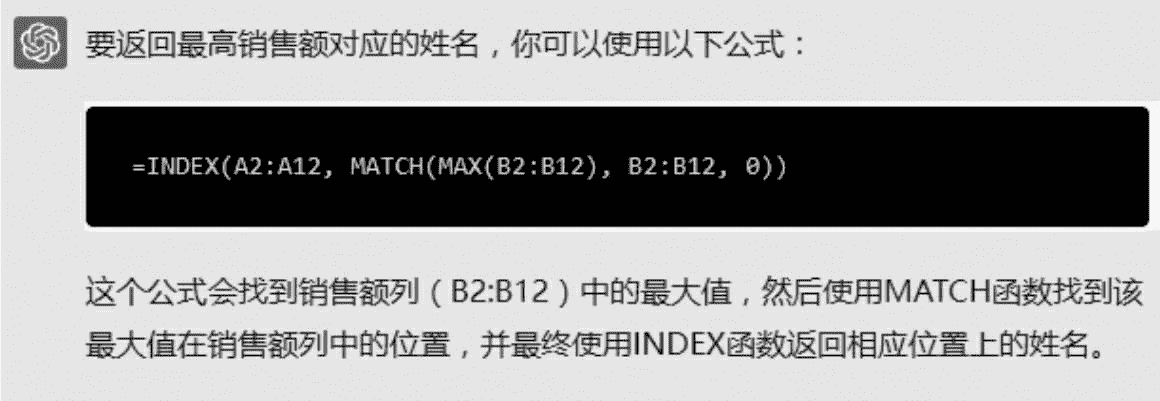 要返回最高销售额对应的姓名，你可以使用以下公式：
=INDEX(A2:A12, MATCH(MAX(B2:B12), B2:B12, 0))
这个公式会找到销售额列（B2:B12）中的最大值，然后使用MATCH函数找到该
最大值在销售额列中的位置，并最终使用INDEX函数返回相应位置上的姓名。